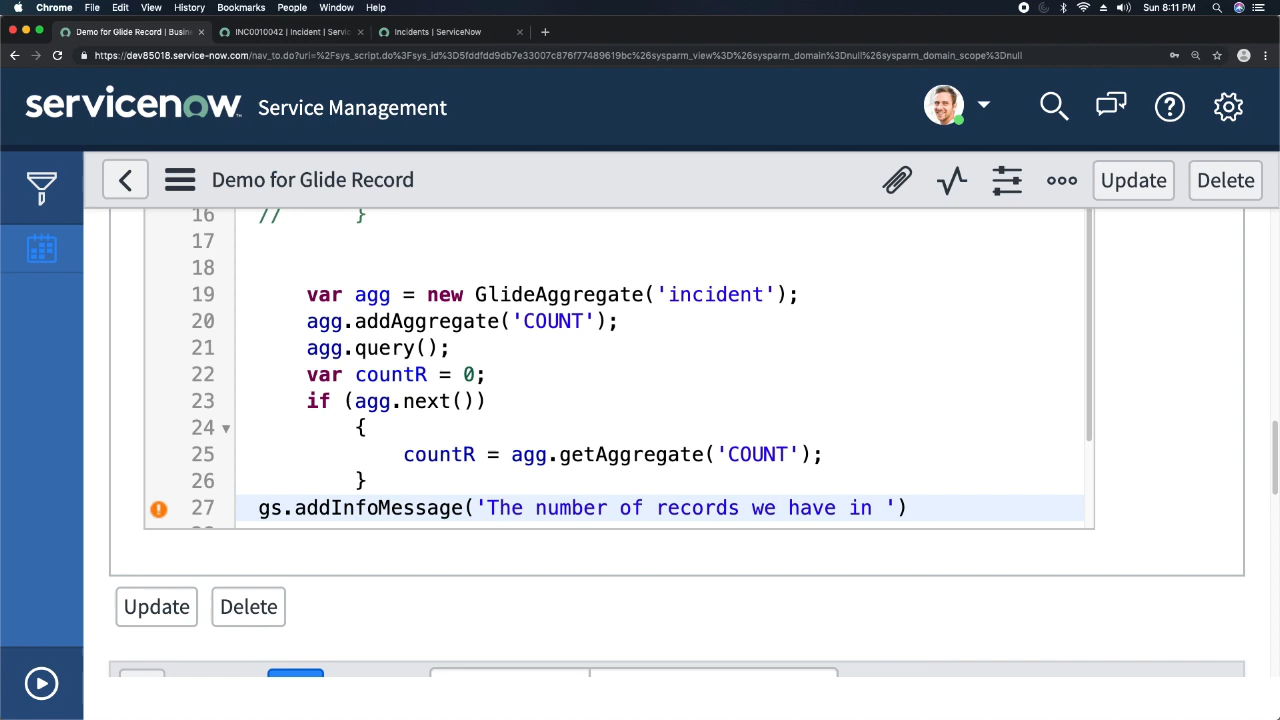 Chrome File Edit View History Bookmarks People Window Help Sun 8:11 PM
Demo for Glide Record | Busin INC0010042 | Incident | Servic Incidents | ServiceNow
https://dev85018.service-now.com/nav_to.do?uri=%2Fsys_script.do%3Fsys_id%3D5fddfdd9db7e33007c876f77489619bc%26sysparm_view%3D%26sysparm_domain%3Dnull%26sysparm_domain_scope%3Dnull
servicenow Service Management
Demo for Glide Record Update Delete
16 // }
17
18
19 var agg = new GlideAggregate('incident');
20 agg.addAggregate('COUNT');
21 agg.query();
22 var countR = 0;
23 if (agg.next())
24 {
25 countR = agg.getAggregate('COUNT');
26 }
27 gs.addInfoMessage('The number of records we have in ')
Update Delete